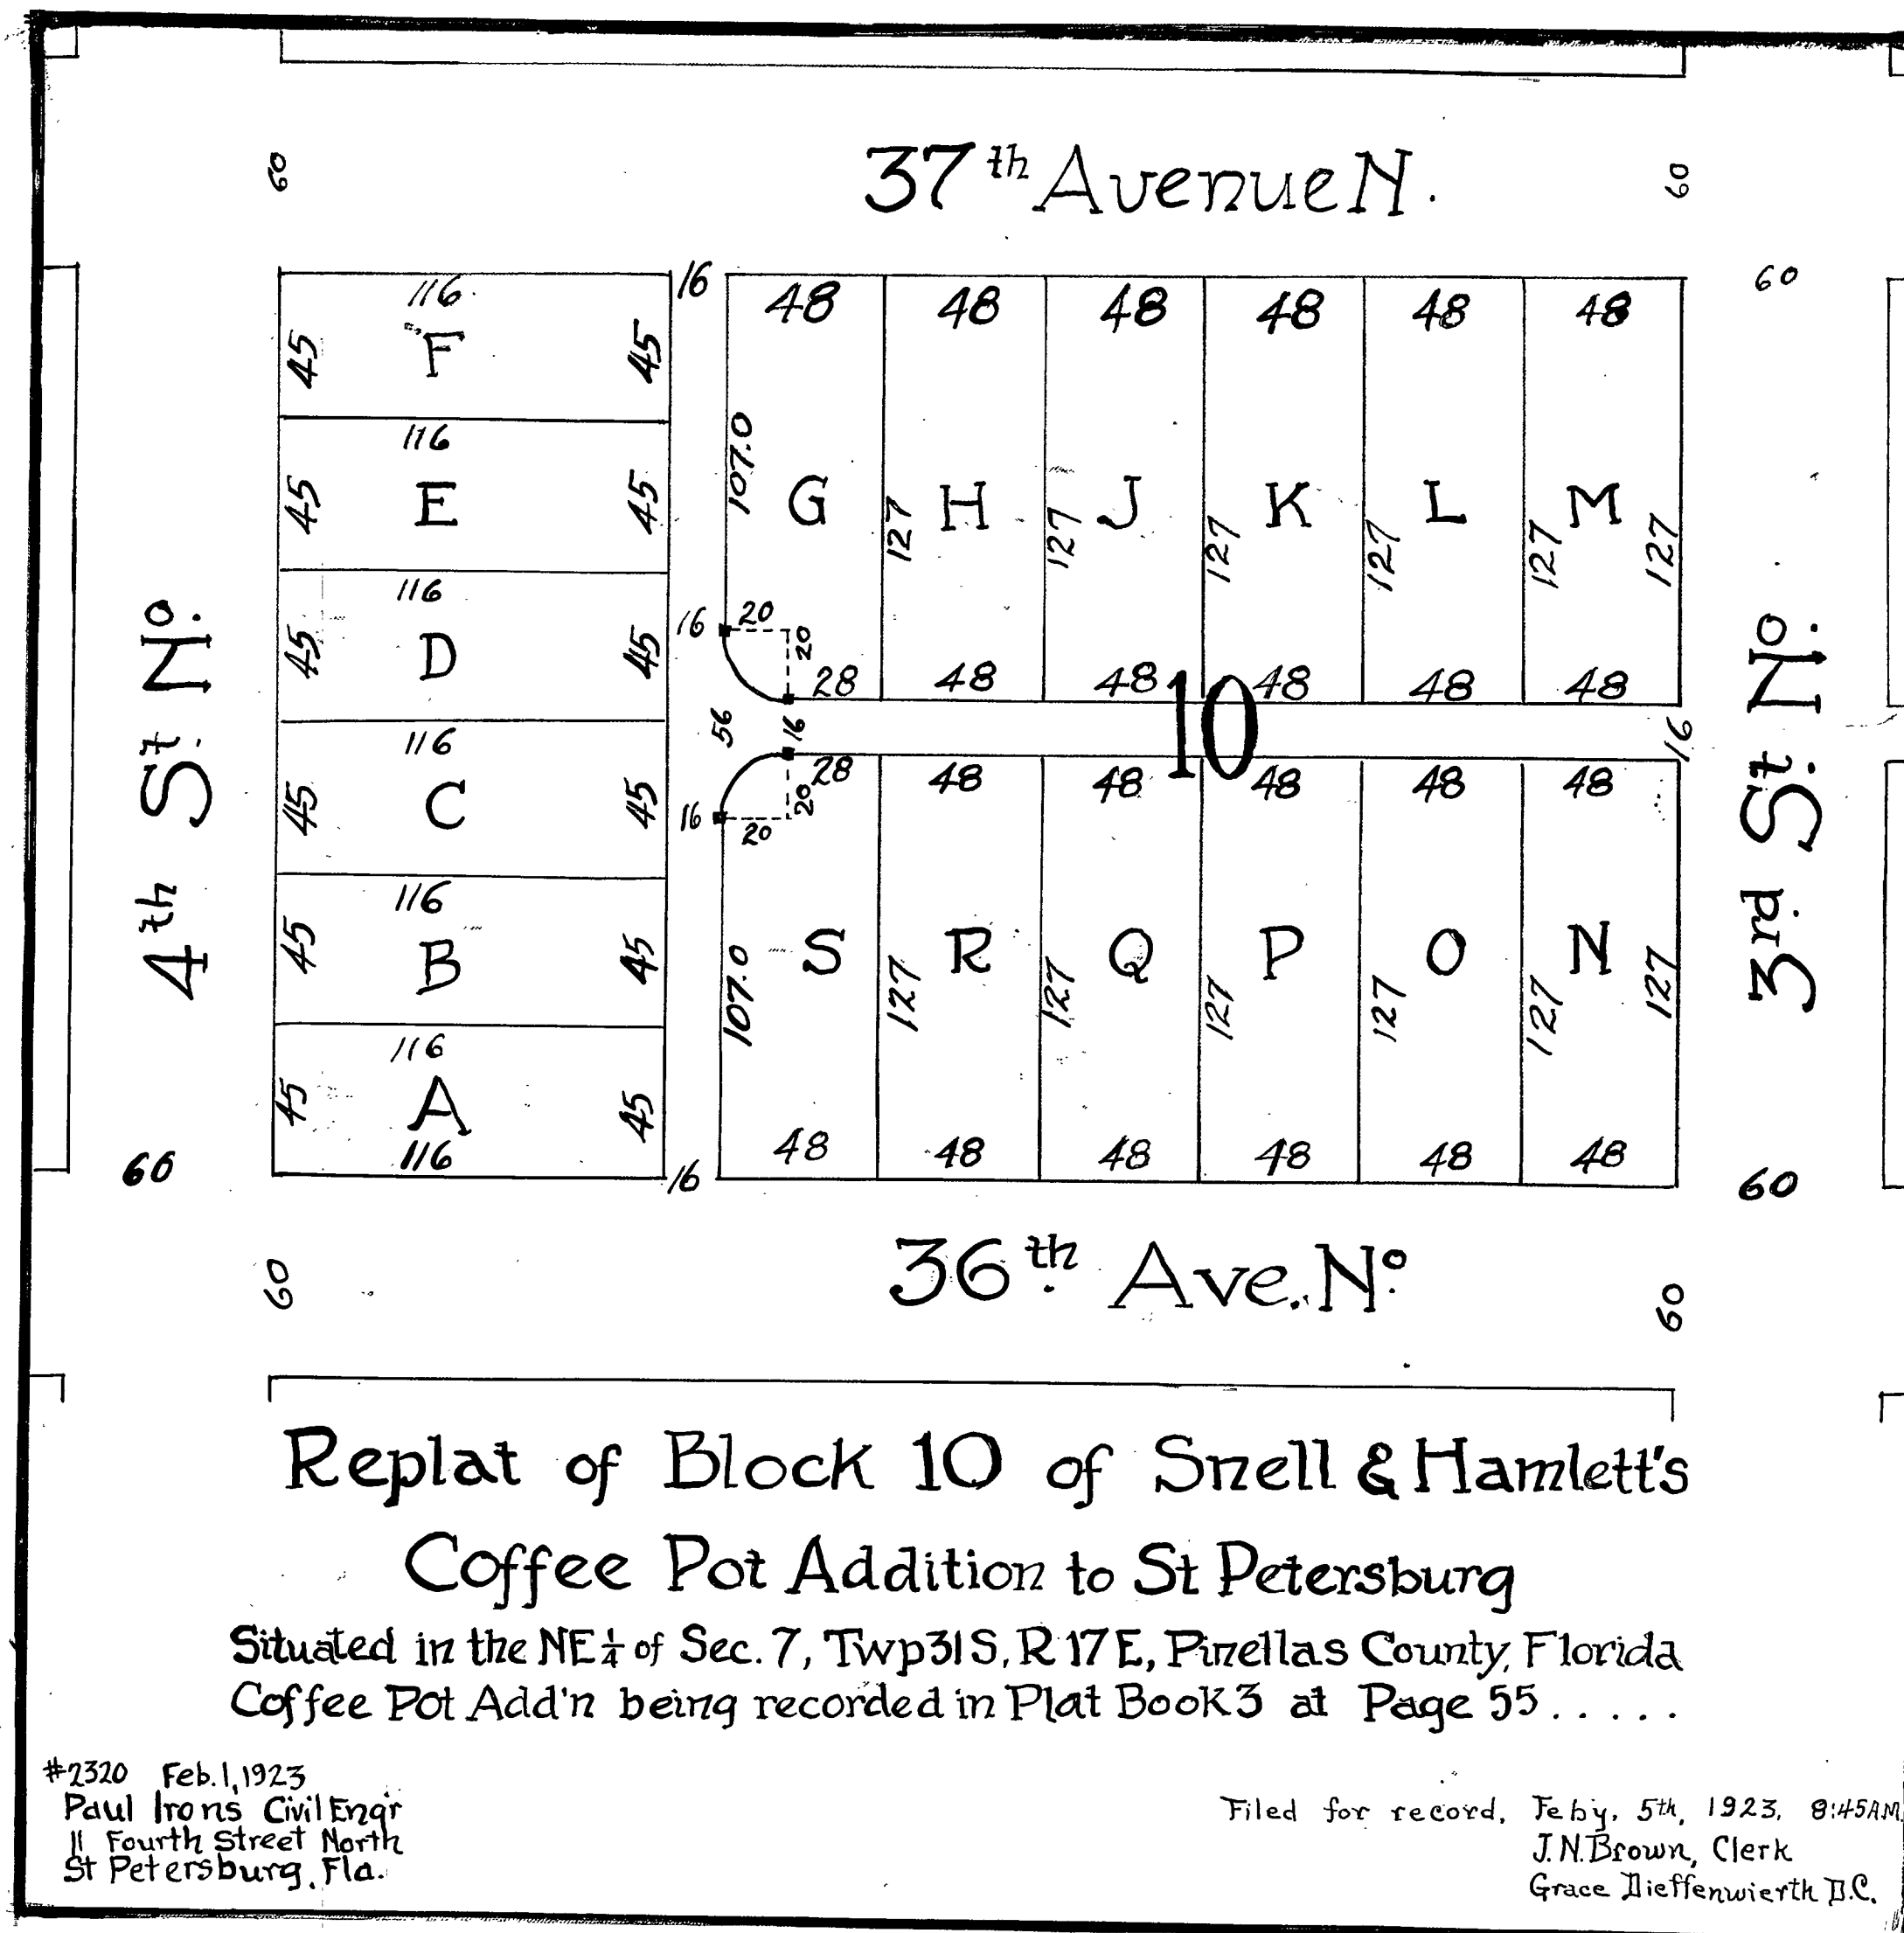 37th Avenue N.
60
60
60
116
F
45
45
16
48
48
48
48
48
48
116
E
45
45
107.0
G
127
H
127
J
127
K
127
L
127
M
127
116
D
45
45
16
20
20
28
48
48
48
48
48
10
56
16
16
116
C
45
45
16
20
20
28
48
48
48
48
48
116
B
45
45
107.0
S
127
R
127
Q
127
P
127
O
127
N
127
116
A
45
45
116
16
48
48
48
48
48
48
4th St. No.
3rd St. No.
60
60
60
60
36th Ave. No.
Replat of Block 10 of Snell & Hamlett's
Coffee Pot Addition to St Petersburg
Situated in the NE 1/4 of Sec. 7, Twp 31S, R 17E, Pinellas County, Florida
Coffee Pot Add'n being recorded in Plat Book 3 at Page 55.....
#2320 Feb. 1, 1923
Paul Irons Civil Eng'r
11 Fourth Street North
St Petersburg, Fla.
Filed for record, Feby, 5th, 1923, 8:45AM
J.N. Brown, Clerk
Grace Dieffenwierth D.C.